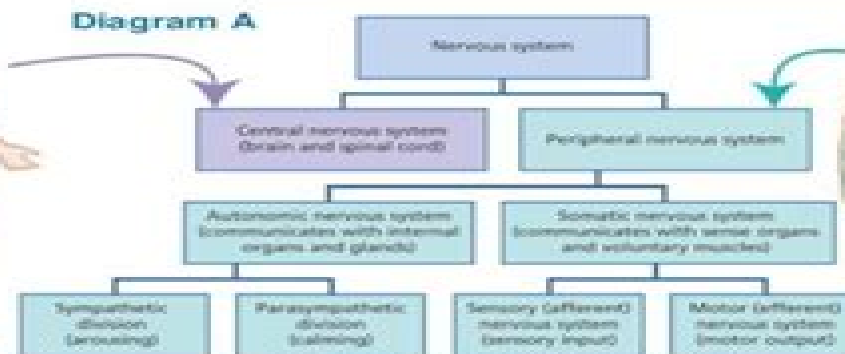 Diagram A
Nervous system
Central nervous system
(brain and spinal cord)
Peripheral nervous system
Autonomic nervous system
(communicates with internal
organs and glands)
Somatic nervous system
(communicates with sense organs
and voluntary muscles)
Sympathetic
division
(arousing)
Parasympathetic
division
(calming)
Sensory (afferent)
nervous system
(sensory input)
Motor (efferent)
nervous system
(motor output)